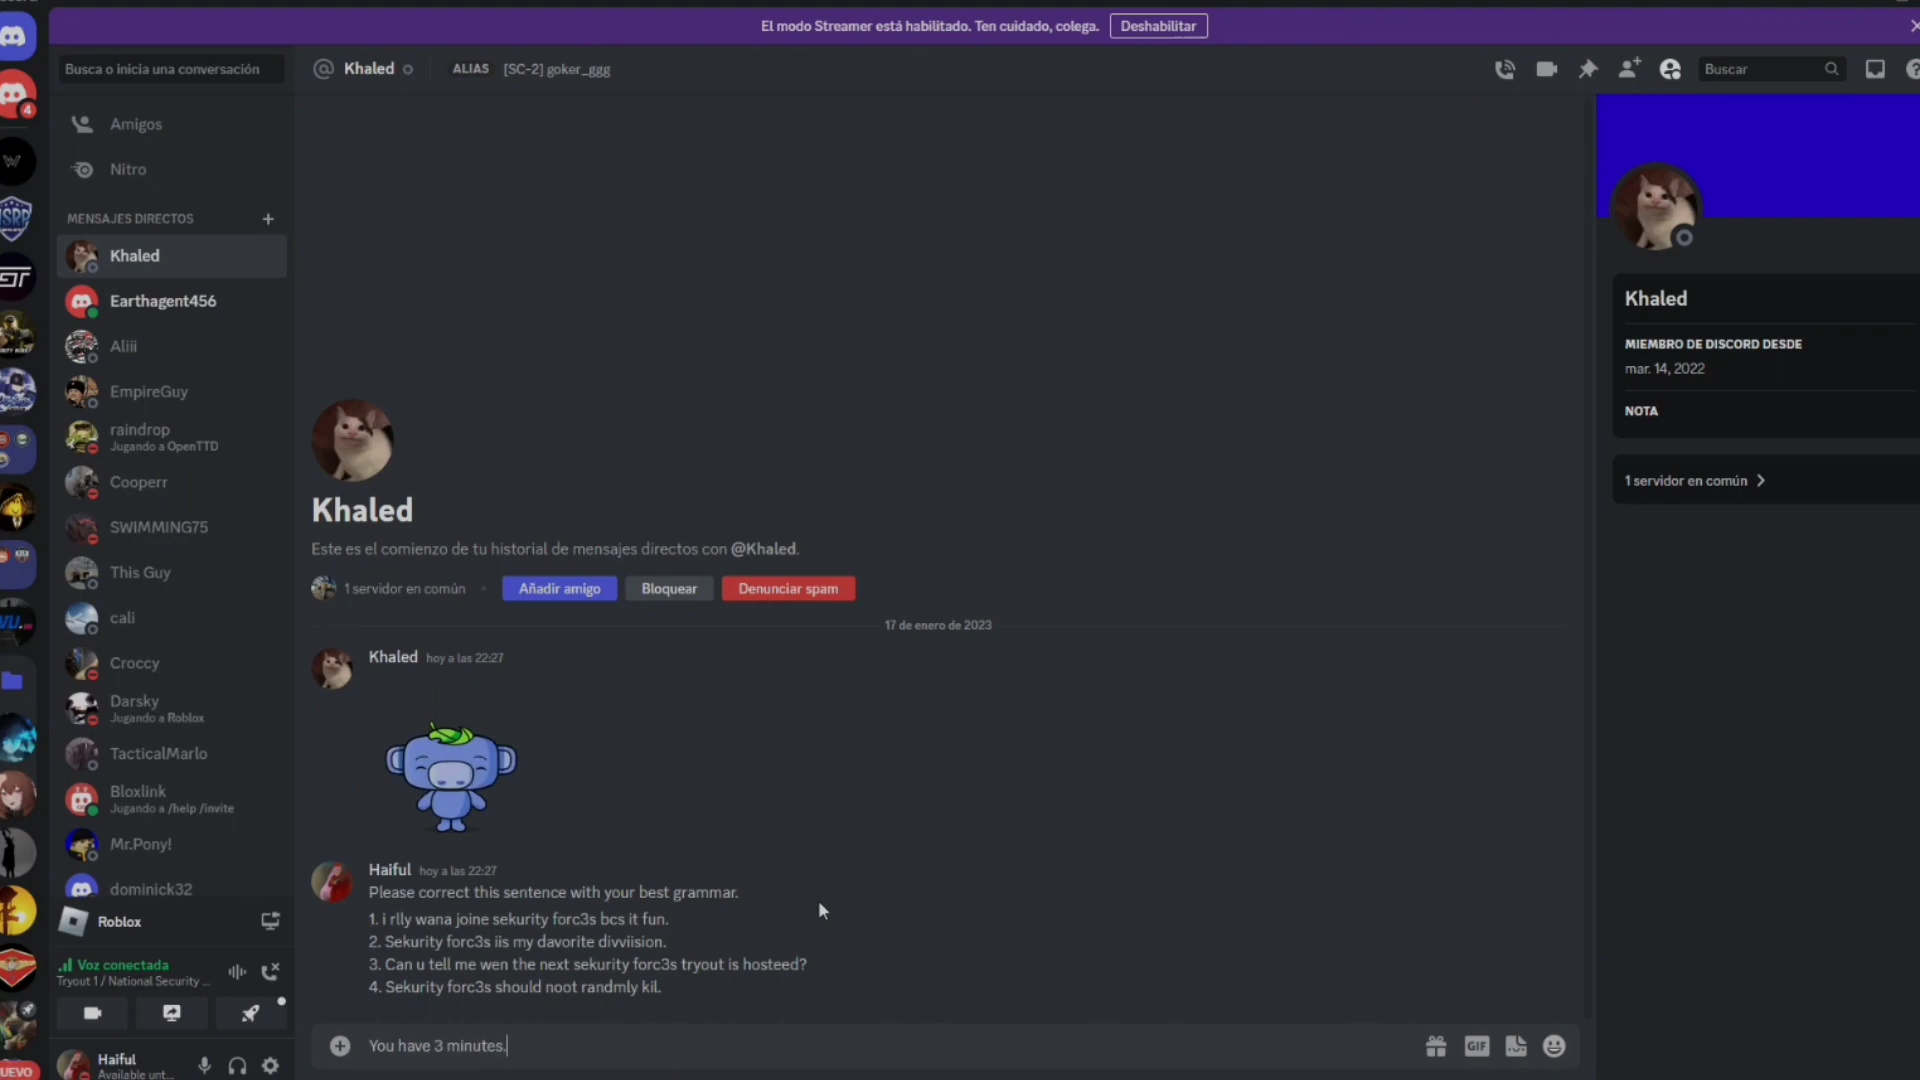 El modo Streamer está habilitado. Ten cuidado, colega.
Deshabilitar
Busca o inicia una conversación
Khaled
ALIAS
[SC-2] goker_ggg
Buscar
4
Amigos
Nitro
MENSAJES DIRECTOS
Khaled
Earthagent456
Aliii
EmpireGuy
raindrop
Jugando a OpenTTD
Cooperr
SWIMMING75
This Guy
cali
Croccy
Darsky
Jugando a Roblox
TacticalMarlo
Bloxlink
Jugando a /help /invite
Mr.Pony!
dominick32
Roblox
Voz conectada
Tryout 1 / National Security ...
Haiful
Available unt...
UEVO
Khaled
Este es el comienzo de tu historial de mensajes directos con @Khaled.
1 servidor en común
Añadir amigo
Bloquear
Denunciar spam
17 de enero de 2023
Khaled hoy a las 22:27
Haiful hoy a las 22:27
Please correct this sentence with your best grammar.
1. i rlly wana joine sekurity forc3s bcs it fun.
2. Sekurity forc3s iis my davorite divviision.
3. Can u tell me wen the next sekurity forc3s tryout is hosteed?
4. Sekurity forc3s should noot randmly kil.
You have 3 minutes.
GIF
Khaled
MIEMBRO DE DISCORD DESDE
mar. 14, 2022
NOTA
1 servidor en común